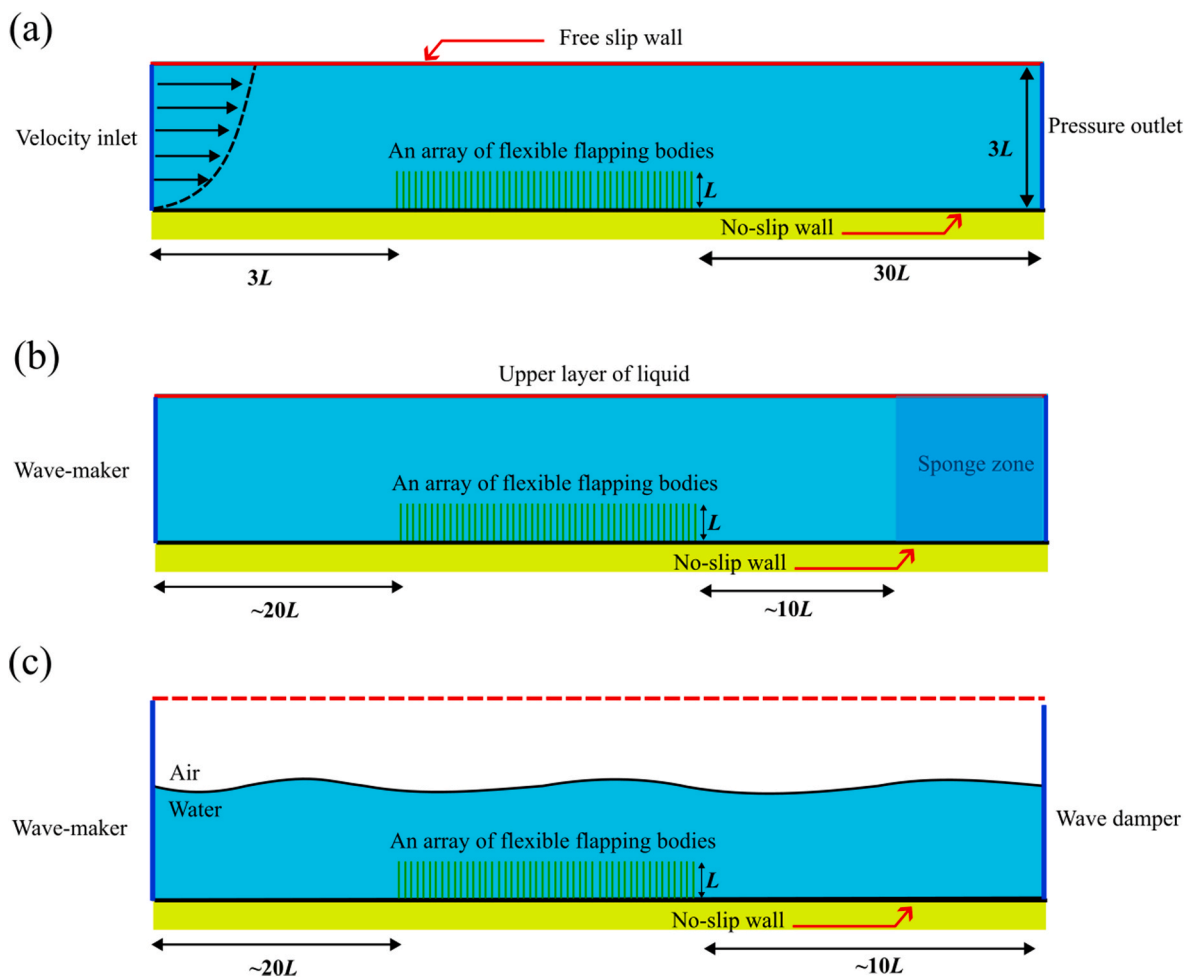 (a)
Free slip wall
Velocity inlet
Pressure outlet
3L
An array of flexible flapping bodies
L
No-slip wall
3L
30L
(b)
Upper layer of liquid
Wave-maker
Sponge zone
An array of flexible flapping bodies
L
No-slip wall
~20L
~10L
(c)
Air
Water
Wave-maker
Wave damper
An array of flexible flapping bodies
L
No-slip wall
~20L
~10L